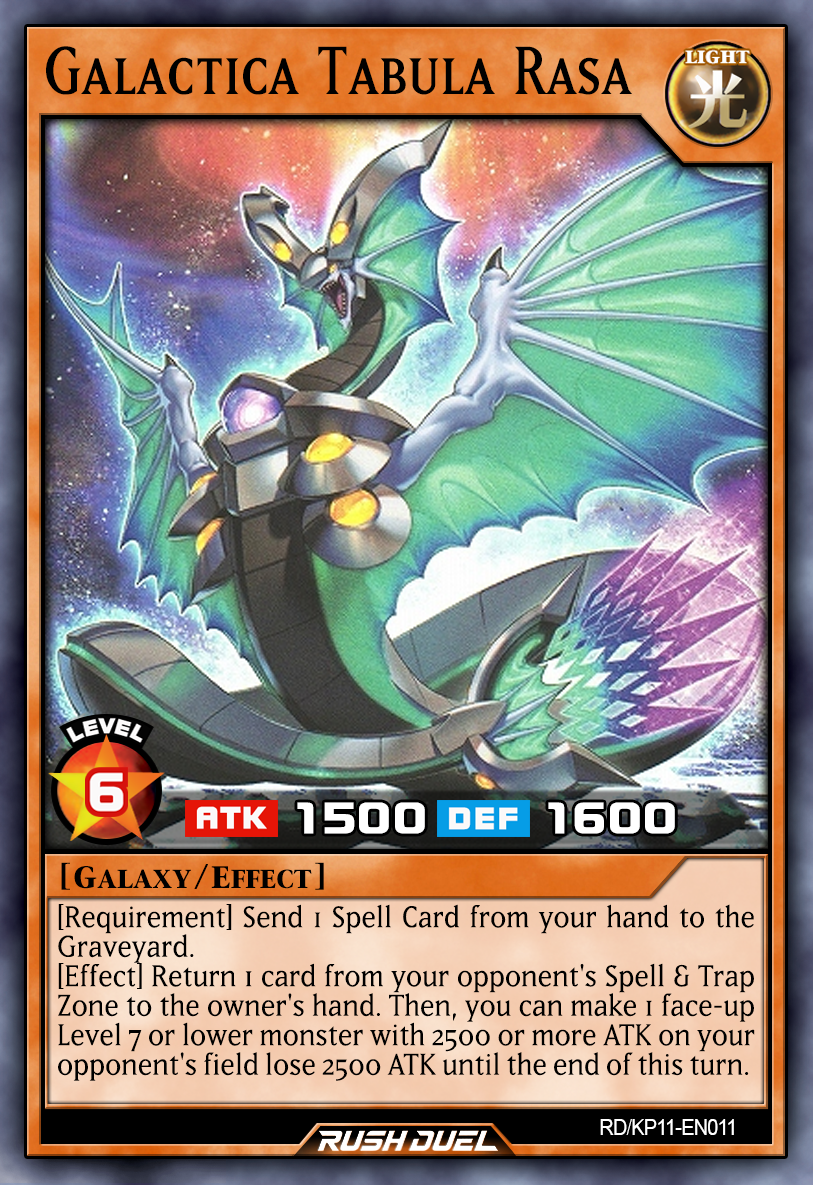 Galactica Tabula Rasa
LIGHT
光
LEVEL
6
ATK 1500 DEF 1600
[Galaxy/Effect]
[Requirement] Send 1 Spell Card from your hand to the
Graveyard.
[Effect] Return 1 card from your opponent's Spell & Trap
Zone to the owner's hand. Then, you can make 1 face-up
Level 7 or lower monster with 2500 or more ATK on your
opponent's field lose 2500 ATK until the end of this turn.
RUSH DUEL
RD/KP11-EN011